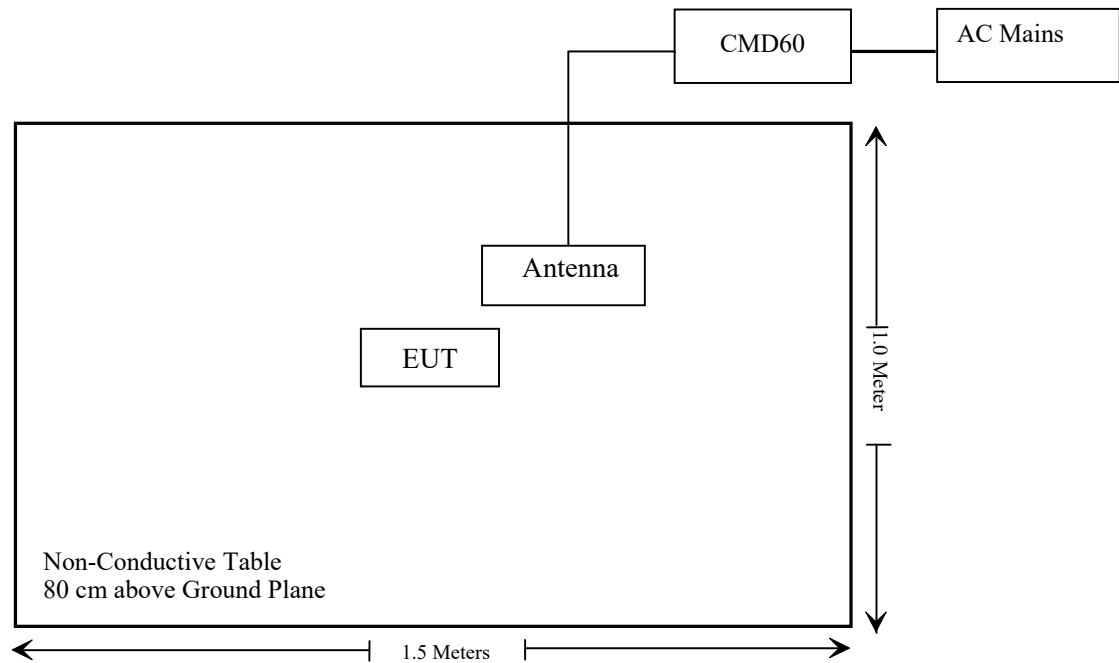 CMD60
AC Mains
Antenna
EUT
1.0 Meter
Non-Conductive Table
80 cm above Ground Plane
1.5 Meters